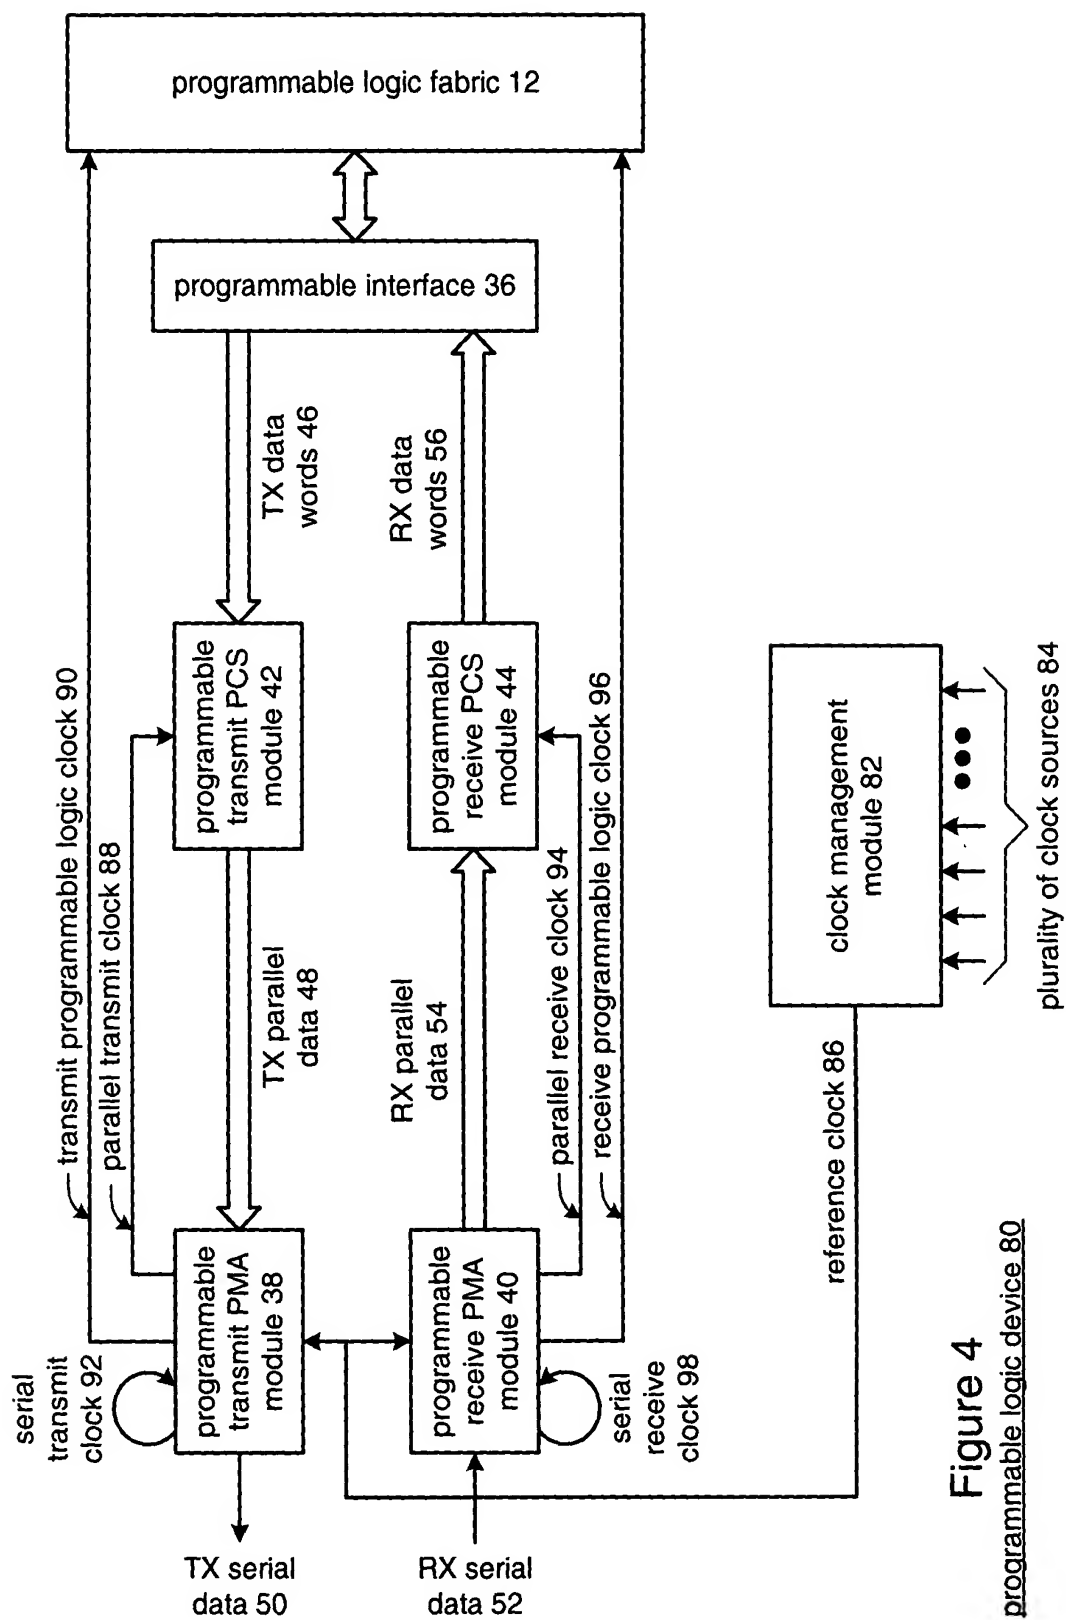 programmable logic fabric 12
programmable interface 36
TX data
words 46
RX data
words 56
transmit programmable logic clock 90
parallel transmit clock 88
programmable
transmit PCS
module 42
programmable
receive PCS
module 44
TX parallel
data 48
RX parallel
data 54
parallel receive clock 94
receive programmable logic clock 96
clock management
module 82
plurality of clock sources 84
reference clock 86
programmable
transmit PMA
module 38
programmable
receive PMA
module 40
serial
transmit
clock 92
serial
receive
clock 98
TX serial
data 50
RX serial
data 52
Figure 4
programmable logic device 80